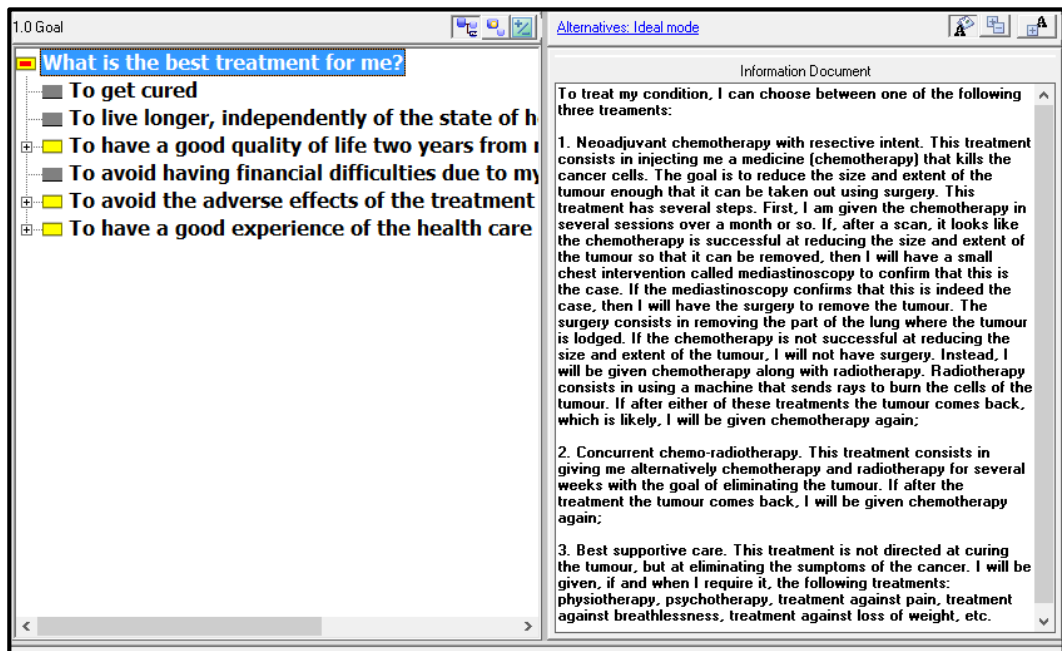 1.0 Goal
What is the best treatment for me?
To get cured
To live longer, independently of the state of h
To have a good quality of life two years from
To avoid having financial difficulties due to my
To avoid the adverse effects of the treatment
To have a good experience of the health care
Alternatives: Ideal mode
Information Document
To treat my condition, I can choose between one of the following
three treaments:
1. Neoadjuvant chemotherapy with resective intent. This treatment
consists in injecting me a medicine (chemotherapy) that kills the
cancer cells. The goal is to reduce the size and extent of the
tumour enough that it can be taken out using surgery. This
treatment has several steps. First, I am given the chemotherapy in
several sessions over a month or so. If, after a scan, it looks like
the chemotherapy is successful at reducing the size and extent of
the tumour so that it can be removed, then I will have a small
chest intervention called mediastinoscopy to confirm that this is
the case. If the mediastinoscopy confirms that this is indeed the
case, then I will have the surgery to remove the tumour. The
surgery consists in removing the part of the lung where the tumour
is lodged. If the chemotherapy is not successful at reducing the
size and extent of the tumour, I will not have surgery. Instead, I
will be given chemotherapy along with radiotherapy. Radiotherapy
consists in using a machine that sends rays to burn the cells of the
tumour. If after either of these treatments the tumour comes back,
which is likely, I will be given chemotherapy again;
2. Concurrent chemo-radiotherapy. This treatment consists in
giving me alternatively chemotherapy and radiotherapy for several
weeks with the goal of eliminating the tumour. If after the
treatment the tumour comes back, I will be given chemotherapy
again;
3. Best supportive care. This treatment is not directed at curing
the tumour, but at eliminating the sumptoms of the cancer. I will be
given, if and when I require it, the following treatments:
physiotherapy, psychotherapy, treatment against pain, treatment
against breathlessness, treatment against loss of weight, etc.